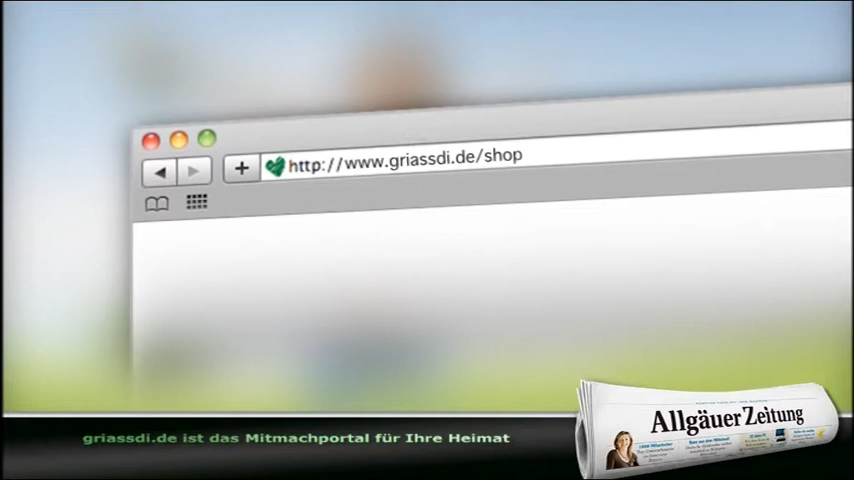 http://www.griassdi.de/shop
Allgäuer Zeitung
griassdi.de ist das Mitmachportal für Ihre Heimat